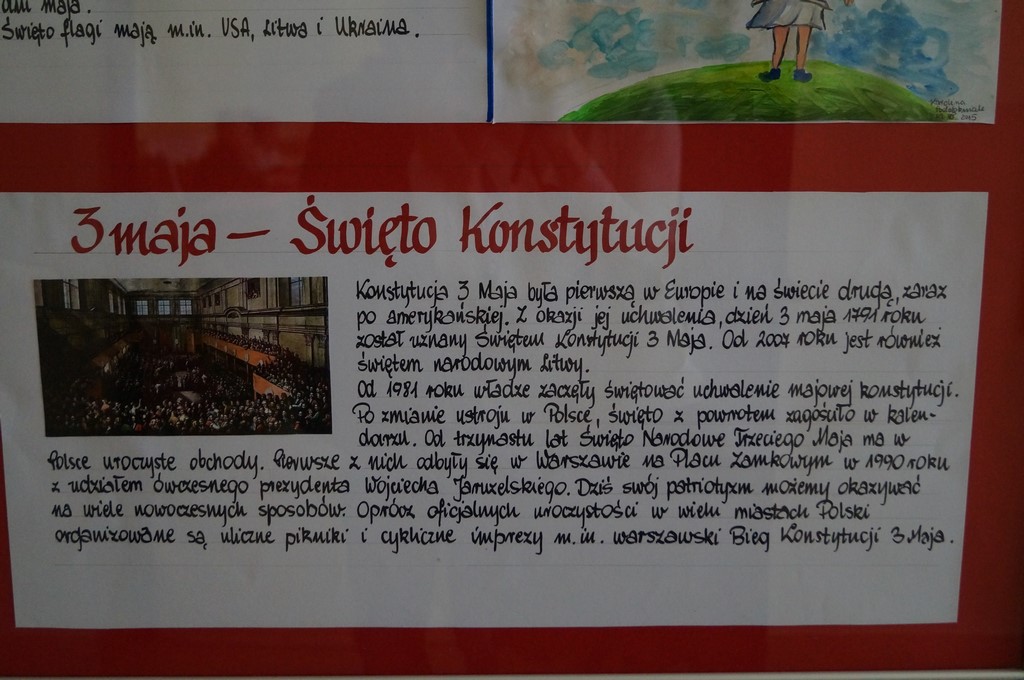 dniu maja.
Święto flagi mają m.in. USA, Litwa i Ukraina.
2015
3 maja – Święto Konstytucji
Konstytucja 3 Maja była pierwszą w Europie i na świecie drugą, zaraz
po amerykańskiej. Z okazji jej uchwalenia, dzień 3 maja 1791 roku
został uznany Świętem Konstytucji 3 Maja. Od 2007 roku jest również
świętem narodowym Litwy.
Od 1981 roku władze zaczęły świętować uchwalenie majowej konstytucji.
Po zmianie ustroju w Polsce, święto z powrotem zagościło w kalen-
darzu. Od trzynastu lat Święto Narodowe Trzeciego Maja ma w
Polsce uroczyste obchody. Pierwsze z nich odbyły się w Warszawie na Placu Zamkowym w 1990 roku
z udziałem ówczesnego prezydenta Wojciecha Jaruzelskiego. Dziś swój patriotyzm możemy okazywać
na wiele nowoczesnych sposobów. Oprócz oficjalnych uroczystości w wielu miastach Polski
organizowane są uliczne pikniki i cykliczne imprezy m.in. warszawski Bieg Konstytucji 3 Maja.